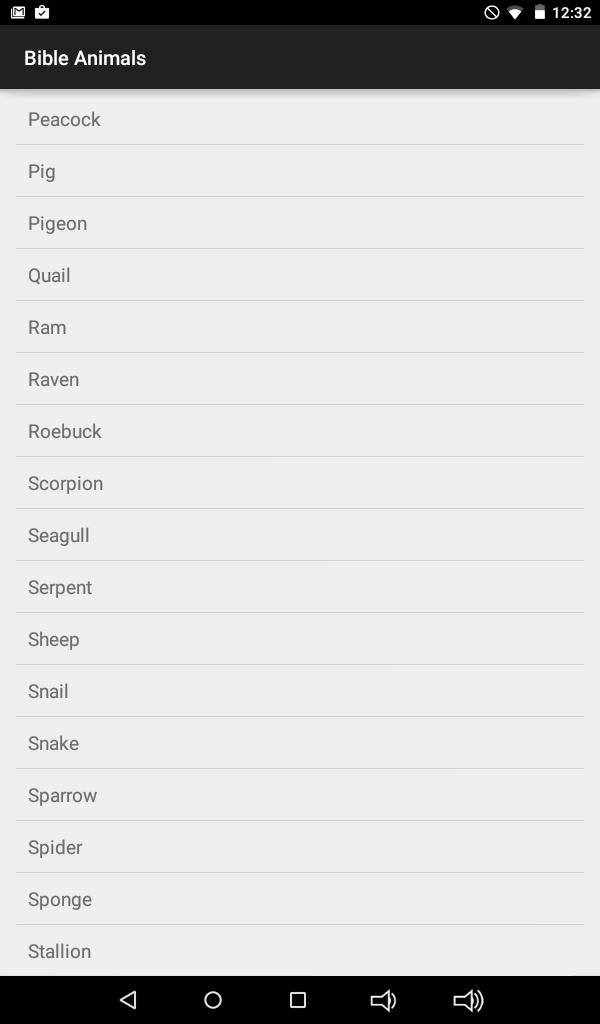 12:32
Bible Animals
Peacock
Pig
Pigeon
Quail
Ram
Raven
Roebuck
Scorpion
Seagull
Serpent
Sheep
Snail
Snake
Sparrow
Spider
Sponge
Stallion